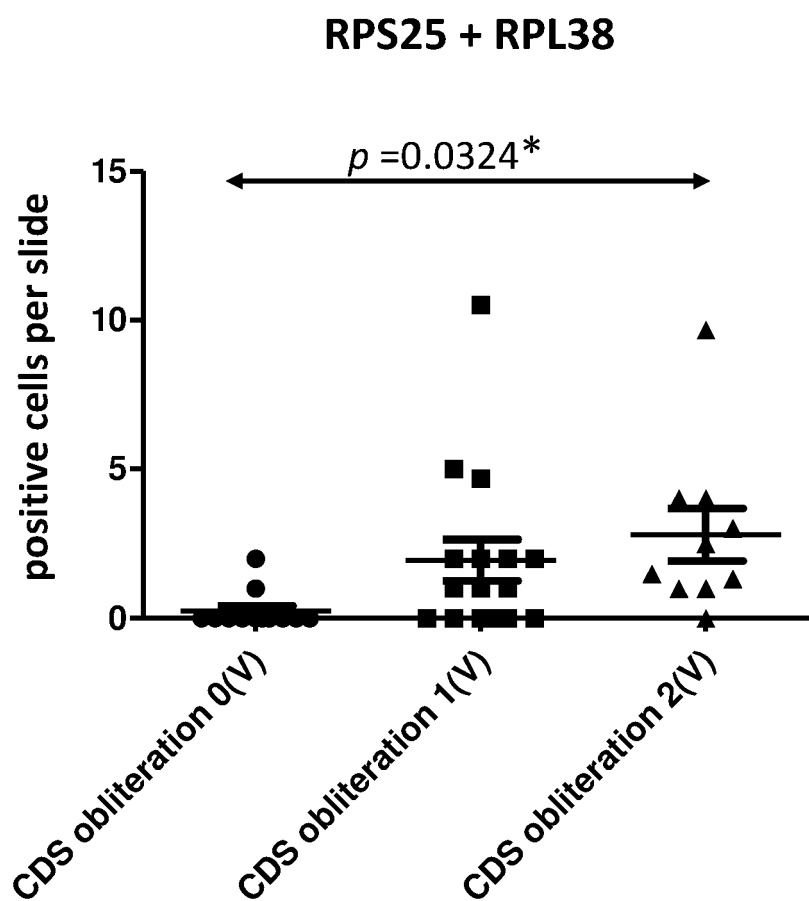 RPS25 + RPL38
p =0.0324*
positive cells per slide
15
10
5
0
CDS obliteration 0(V)
CDS obliteration 1(V)
CDS obliteration 2(V)